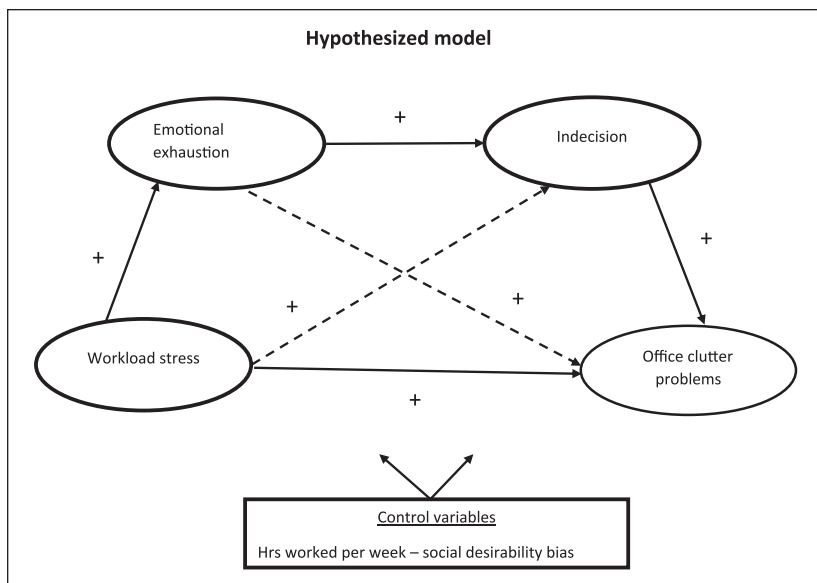 Hypothesized model
+
Emotional
exhaustion
Indecision
+
+
+
+
Workload stress
Office clutter
problems
+
Control variables
Hrs worked per week – social desirability bias